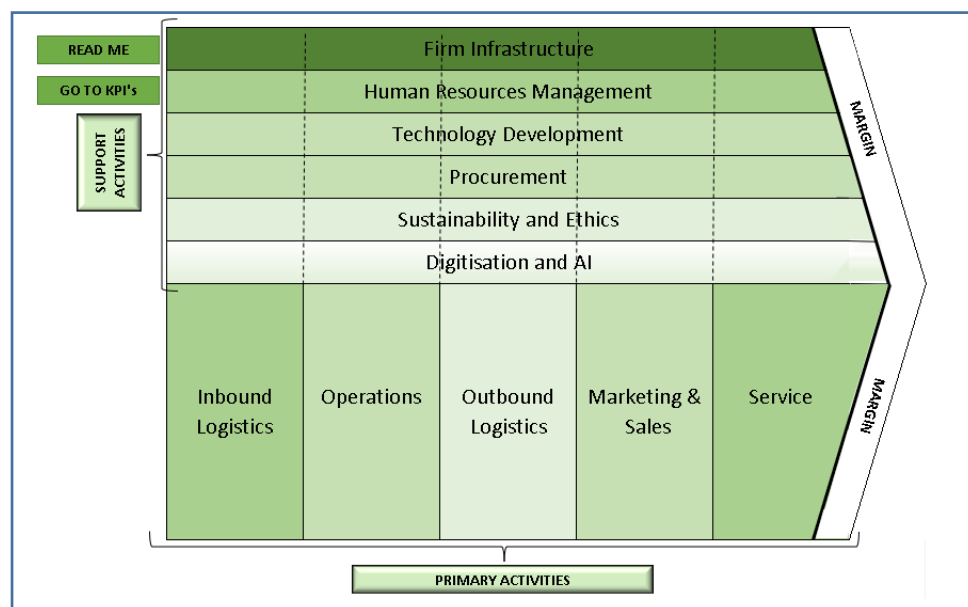 READ ME
Firm Infrastructure
GO TO KPI's
Human Resources Management
SUPPORT
ACTIVITIES
Technology Development
Procurement
Sustainability and Ethics
Digitisation and AI
MARGIN
Inbound
Logistics
Operations
Outbound
Logistics
Marketing &
Sales
Service
MARGIN
PRIMARY ACTIVITIES